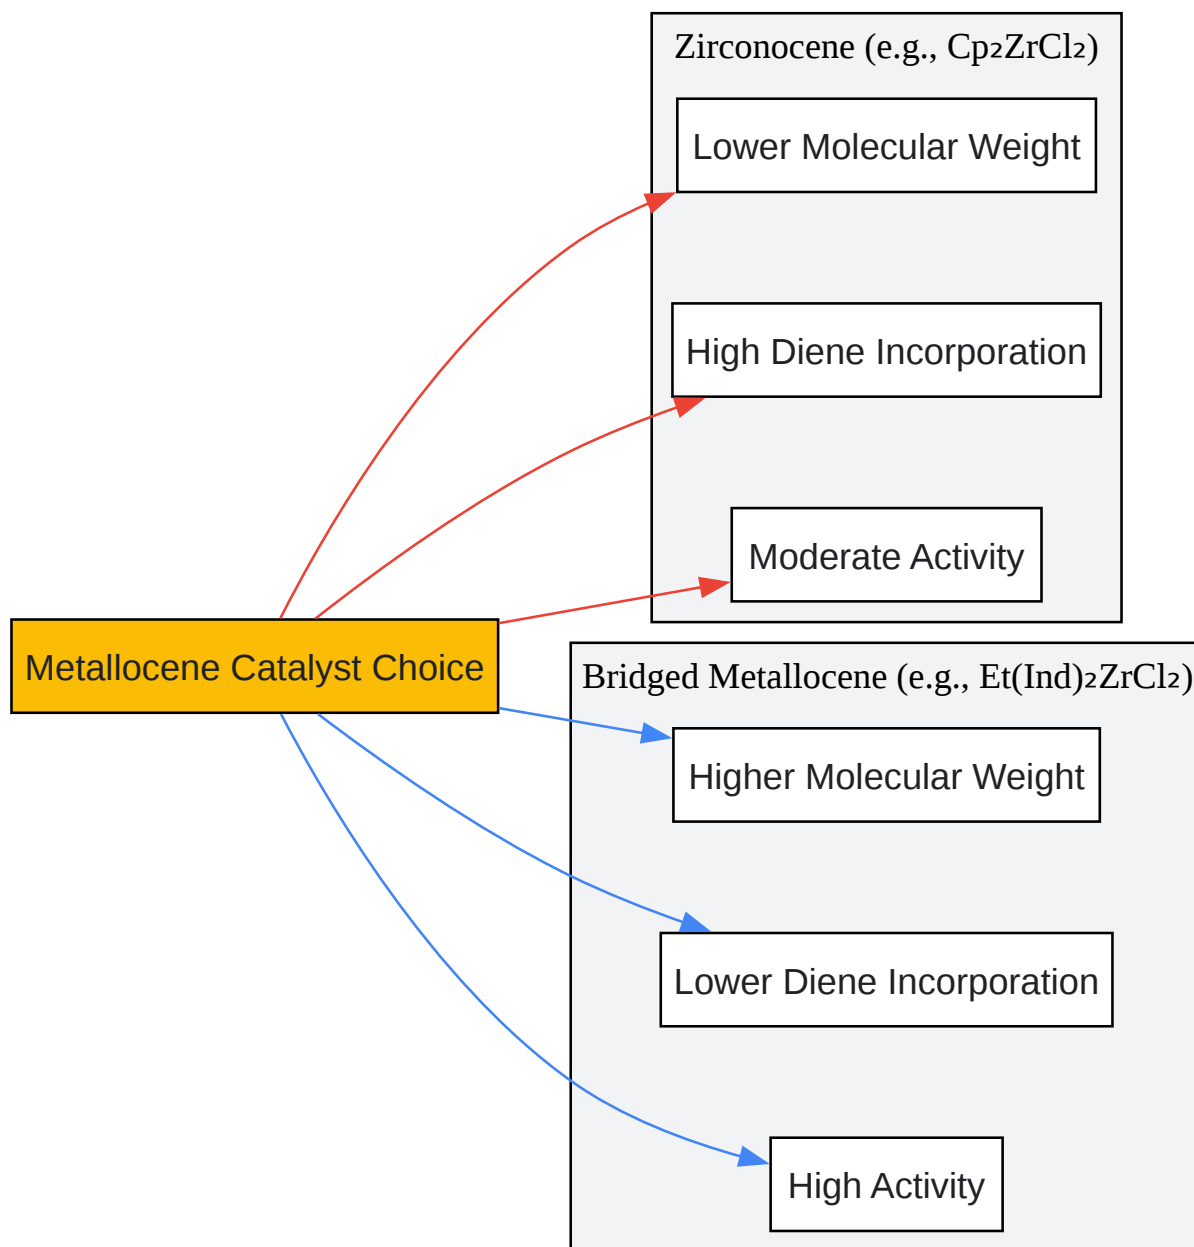 Zirconocene (e.g., Cp₂ZrCl₂)
Lower Molecular Weight
High Diene Incorporation
Moderate Activity
Metallocene Catalyst Choice
Bridged Metallocene (e.g., Et(Ind)₂ZrCl₂)
Higher Molecular Weight
Lower Diene Incorporation
High Activity